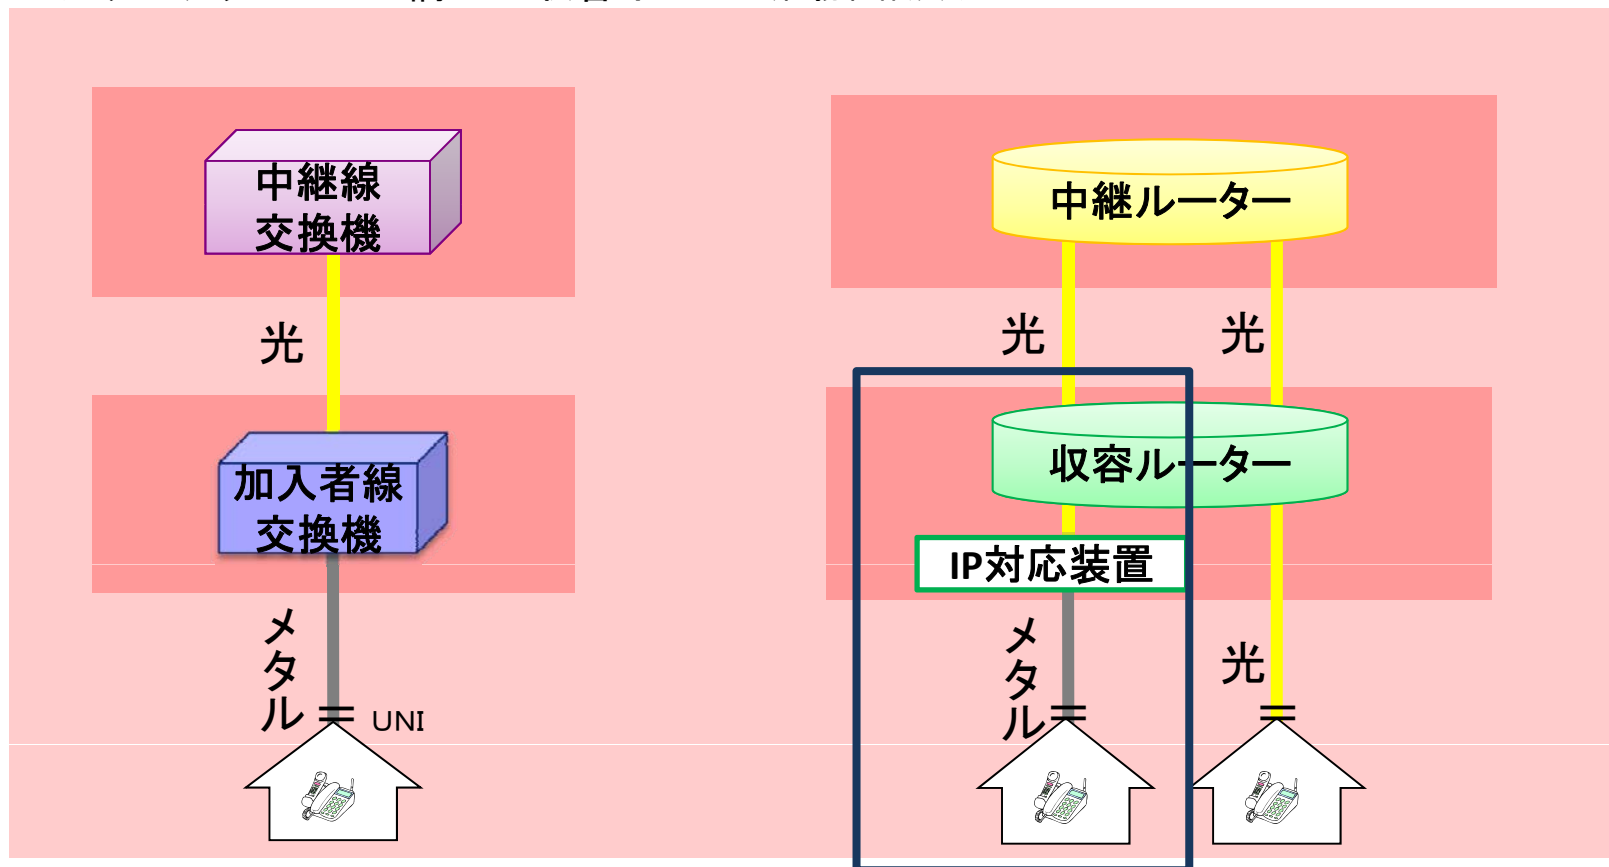 中継線
交換機
光
加入者線
交換機
メタル
UNI
中継ルーター
光
光
収容ルーター
IP対応装置
メタル
光